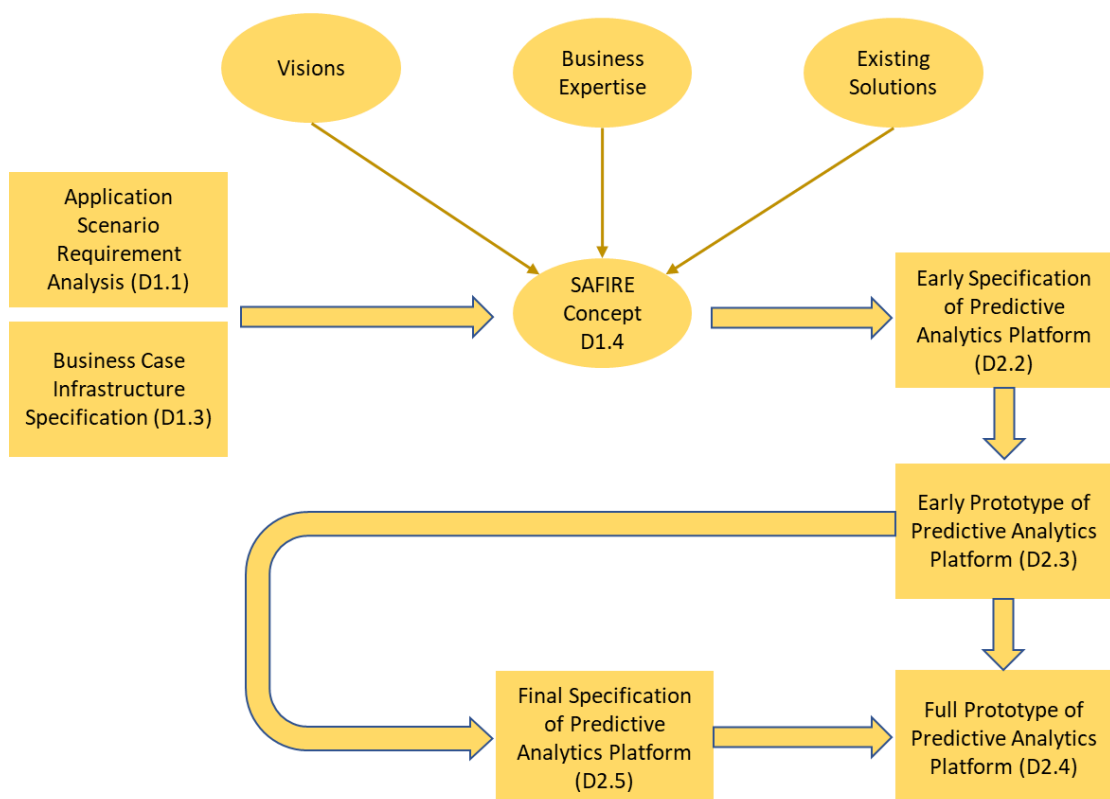 Visions
Business
Expertise
Existing
Solutions
Application
Scenario
Requirement
Analysis (D1.1)
Business Case
Infrastructure
Specification (D1.3)
SAFIRE
Concept
D1.4
Early Specification
of Predictive
Analytics Platform
(D2.2)
Early Prototype of
Predictive Analytics
Platform (D2.3)
Final Specification
of Predictive
Analytics Platform
(D2.5)
Full Prototype of
Predictive Analytics
Platform (D2.4)